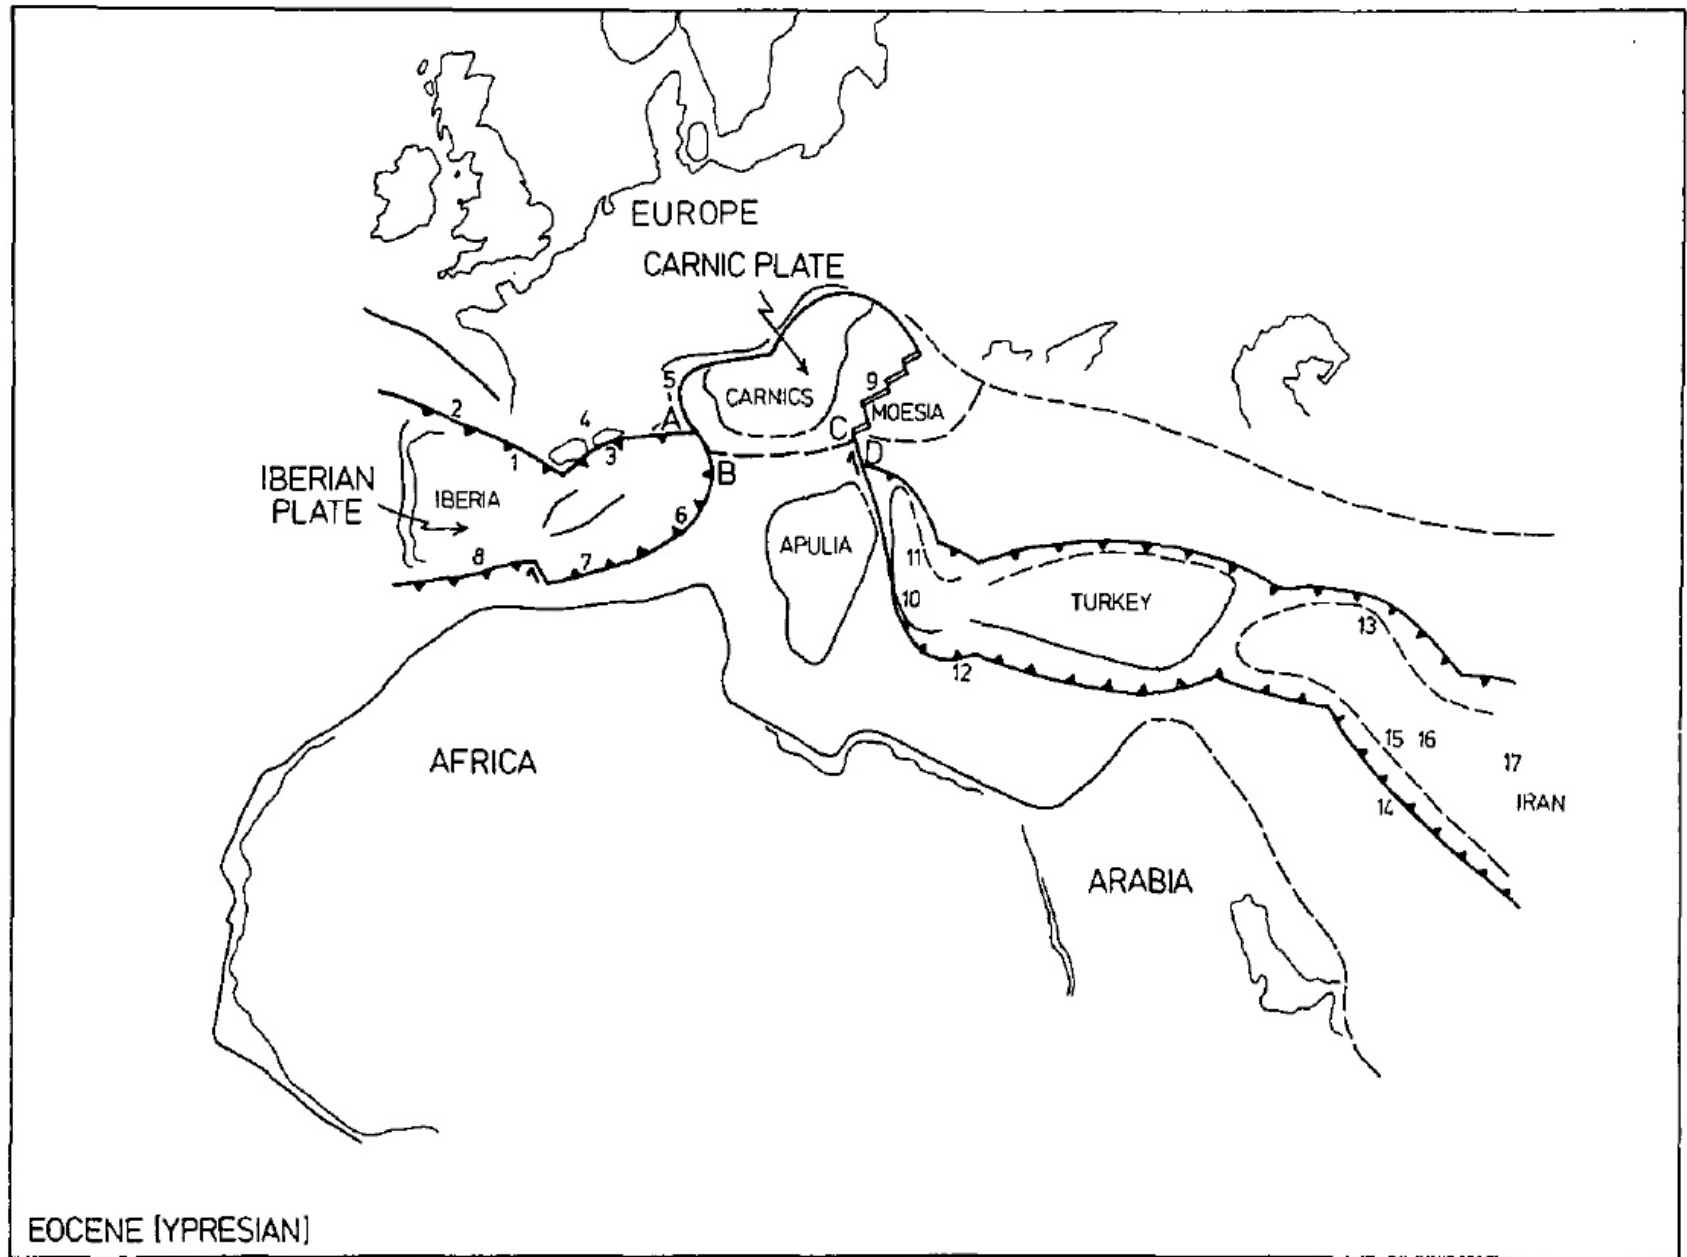 EUROPE
CARNIC PLATE
5
CARNICS
9
MOESIA
2
4
A
C
1
3
D
B
IBERIAN
PLATE
IBERIA
6
APULIA
8
7
11
10
TURKEY
13
12
AFRICA
15 16
17
14
IRAN
ARABIA
EOCENE [YPRESIAN]